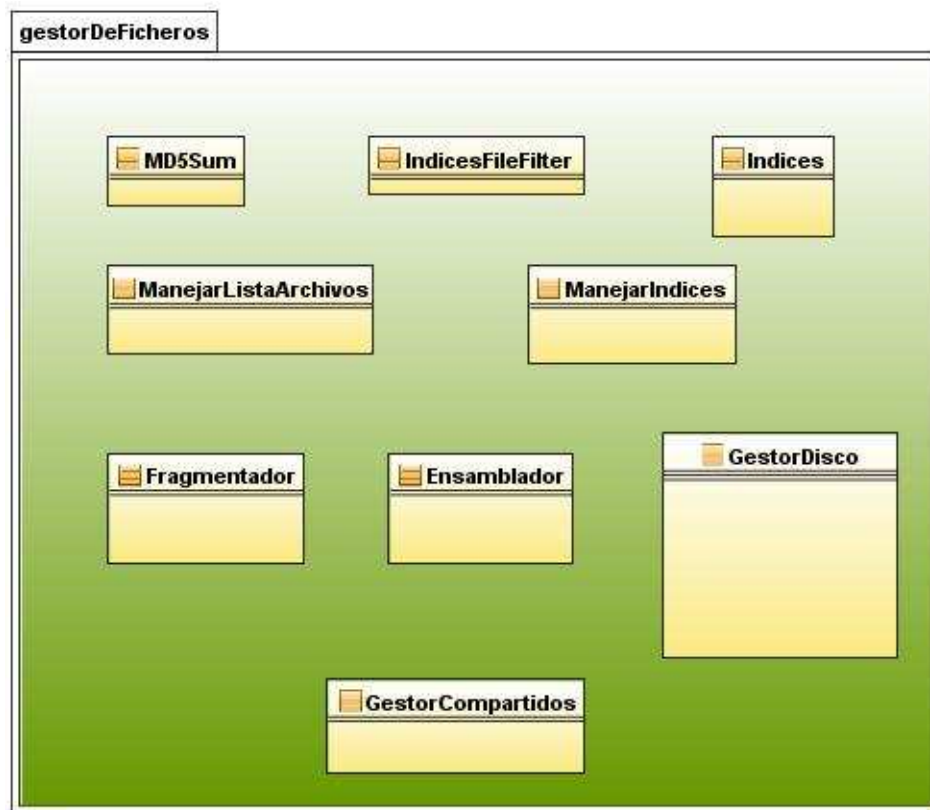 gestorDeFicheros
MD5Sum
IndicesFileFilter
Indices
ManejarListaArchivos
ManejarIndices
Fragmentador
Ensamblador
GestorDisco
GestorCompartidos